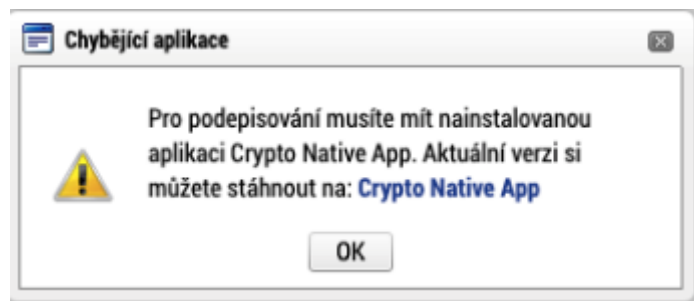 Chybějící aplikace
Pro podepisování musíte mít nainstalovanou
aplikaci Crypto Native App. Aktuální verzi si
můžete stáhnout na: Crypto Native App
OK